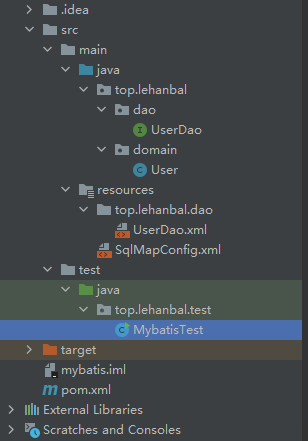 .idea
src
main
java
top.lehanbal
dao
UserDao
domain
User
resources
top.lehanbal.dao
UserDao.xml
SqlMapConfig.xml
test
java
top.lehanbal.test
MybatisTest
target
mybatis.iml
pom.xml
External Libraries
Scratches and Consoles